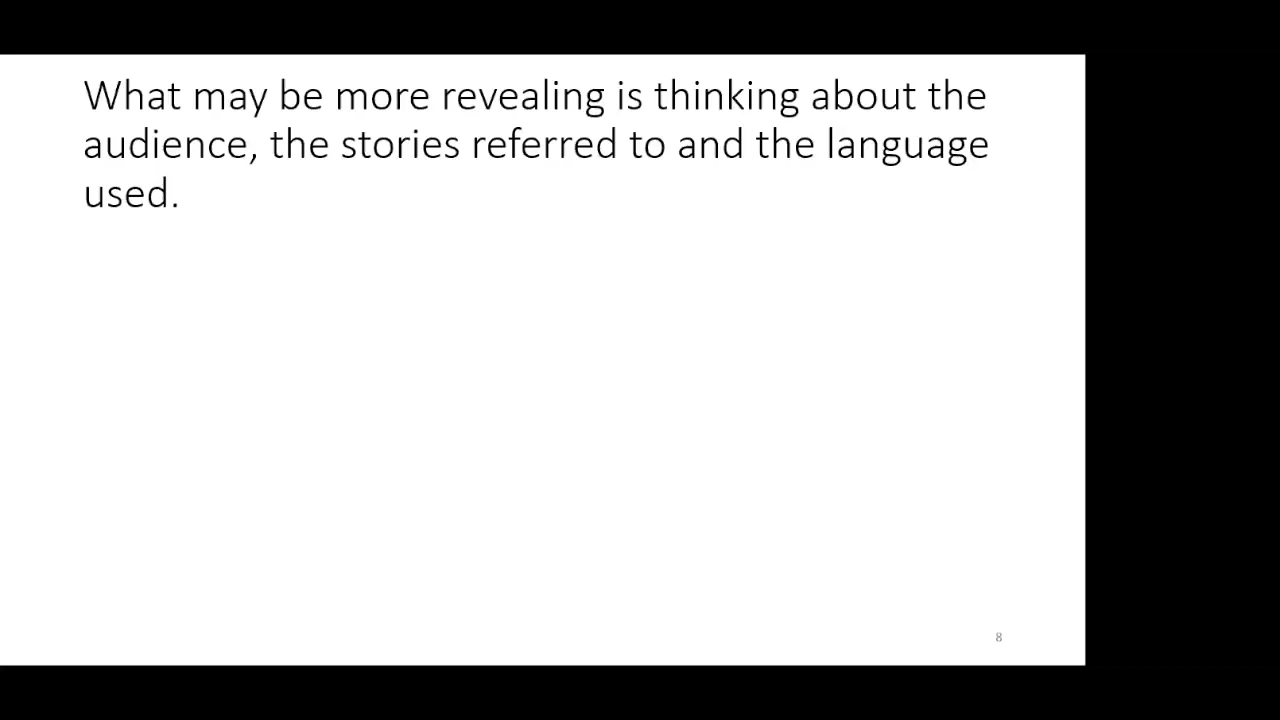 What may be more revealing is thinking about the
audience, the stories referred to and the language
used.
8